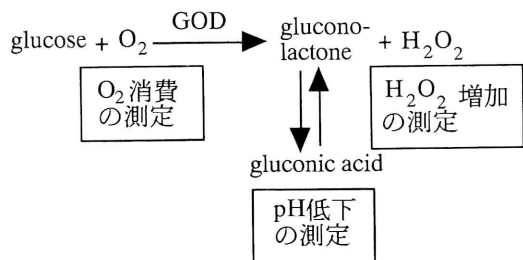 GOD
glucose + O₂
glucono-
lactone
+ H₂O₂
O₂消費
の測定
H₂O₂ 増加
の測定
gluconic acid
pH低下
の測定